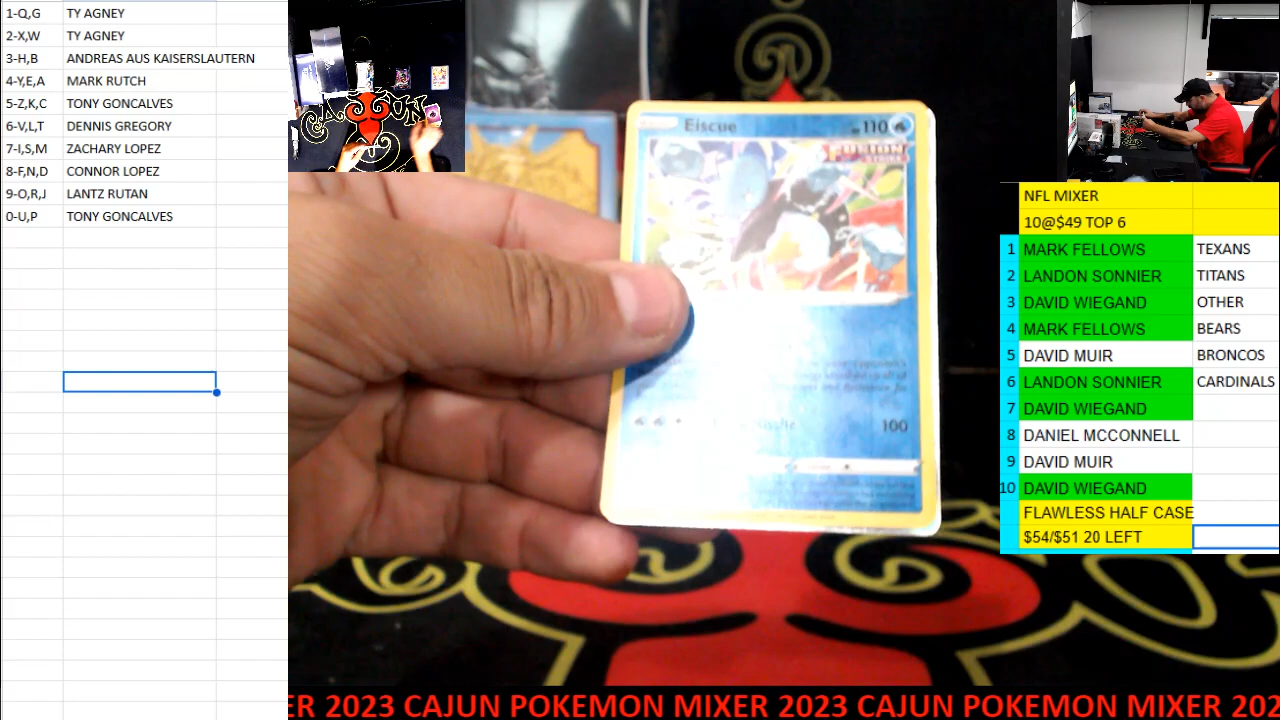 1-Q,G TY AGNEY
2-X,W TY AGNEY
3-H,B ANDREAS AUS KAISERSLAUTERN
4-Y,E,A MARK RUTCH
5-Z,K,C TONY GONCALVES
6-V,L,T DENNIS GREGORY
7-I,S,M ZACHARY LOPEZ
8-F,N,D CONNOR LOPEZ
9-O,R,J LANTZ RUTAN
0-U,P TONY GONCALVES
Eiscue 110
FUSION
STRIKE
100
NFL MIXER
10@$49 TOP 6
1 MARK FELLOWS TEXANS
2 LANDON SONNIER TITANS
3 DAVID WIEGAND OTHER
4 MARK FELLOWS BEARS
5 DAVID MUIR BRONCOS
6 LANDON SONNIER CARDINALS
7 DAVID WIEGAND
8 DANIEL MCCONNELL
9 DAVID MUIR
10 DAVID WIEGAND
FLAWLESS HALF CASE
$54/$51 20 LEFT
ER 2023 CAJUN POKEMON MIXER 2023 CAJUN POKEMON MIXER 202